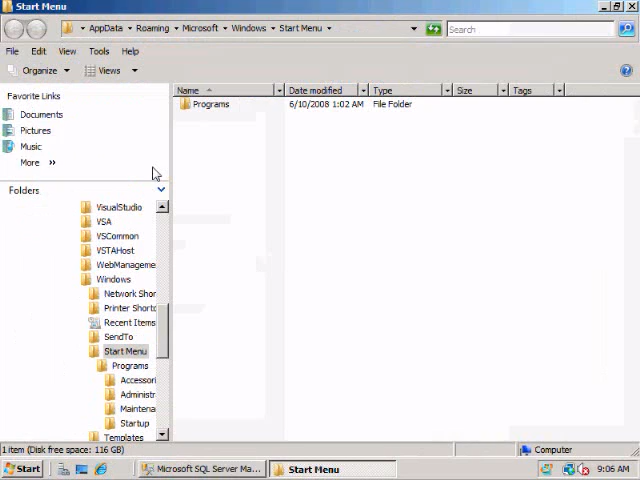 Start Menu
AppData ▸ Roaming ▸ Microsoft ▸ Windows ▸ Start Menu ▸
Search
File Edit View Tools Help
Organize Views
Favorite Links
Documents
Pictures
Music
More »
Folders
VisualStudio
VSA
VSCommon
VSTAHost
WebManageme
Windows
Network Shor
Printer Shortc
Recent Items
SendTo
Start Menu
Programs
Accessori
Administr
Maintena
Startup
Templates
Name Date modified Type Size Tags
Programs 6/10/2008 1:02 AM File Folder
1 item (Disk free space: 116 GB) Computer
Start Microsoft SQL Server Ma... Start Menu 9:06 AM